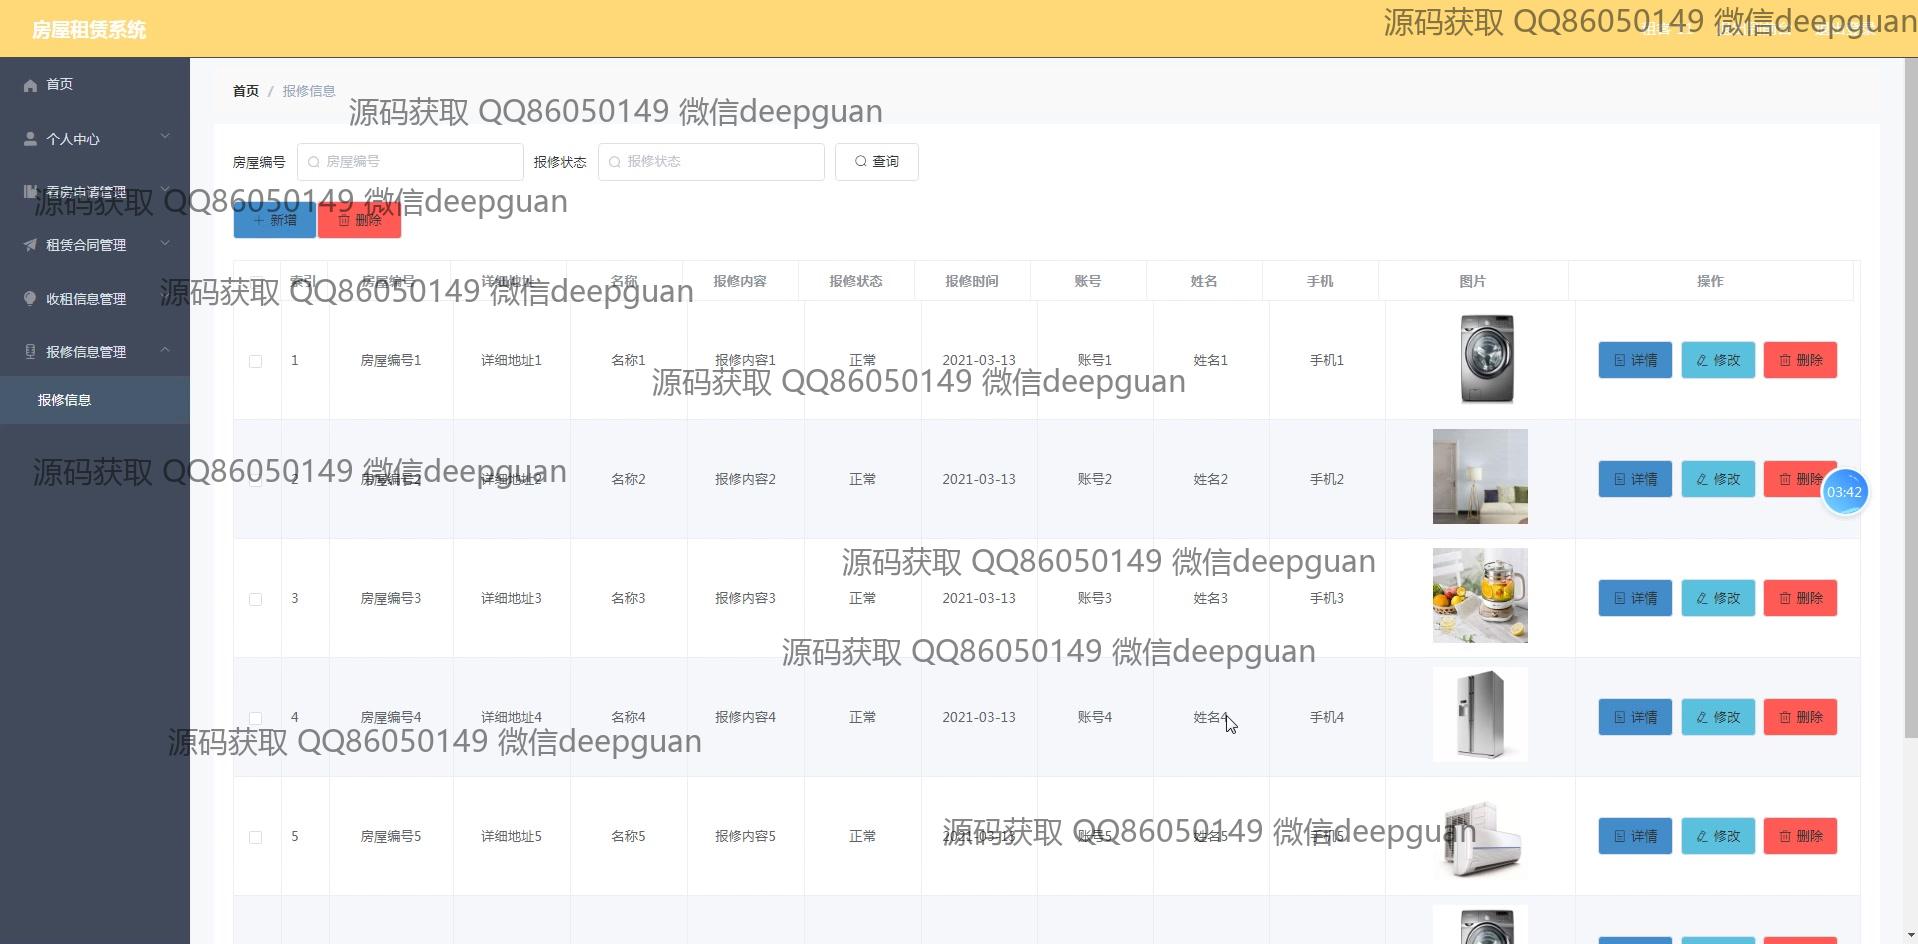 房屋租赁系统
源码获取 QQ86050149 微信deepguan
首页
个人中心
看房申请管理
租赁合同管理
收租信息管理
报修信息管理
报修信息
首页 / 报修信息
源码获取 QQ86050149 微信deepguan
房屋编号 房屋编号 报修状态 报修状态 查询
源码获取 QQ86050149 微信deepguan
新增 删除
索引 房屋编号 详细地址 名称 报修内容 报修状态 报修时间 账号 姓名 手机 图片 操作
源码获取 QQ86050149 微信deepguan
1 房屋编号1 详细地址1 名称1 报修内容1 正常 2021-03-13 账号1 姓名1 手机1 详情 修改 删除
源码获取 QQ86050149 微信deepguan
源码获取 QQ86050149 微信deepguan
2 房屋编号2 详细地址2 名称2 报修内容2 正常 2021-03-13 账号2 姓名2 手机2 详情 修改 删除
03:42
源码获取 QQ86050149 微信deepguan
3 房屋编号3 详细地址3 名称3 报修内容3 正常 2021-03-13 账号3 姓名3 手机3 详情 修改 删除
源码获取 QQ86050149 微信deepguan
4 房屋编号4 详细地址4 名称4 报修内容4 正常 2021-03-13 账号4 姓名4 手机4 详情 修改 删除
源码获取 QQ86050149 微信deepguan
5 房屋编号5 详细地址5 名称5 报修内容5 正常 2021-03-13 账号5 姓名5 手机5 详情 修改 删除
源码获取 QQ86050149 微信deepguan